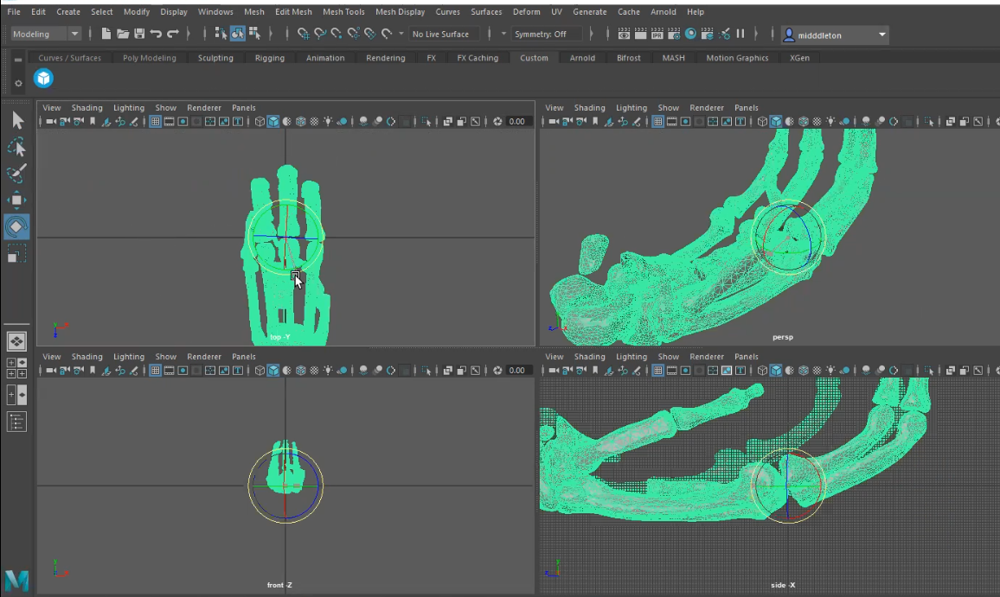 File Edit Create Select Modify Display Windows Mesh Edit Mesh Mesh Tools Mesh Display Curves Surfaces Deform UV Generate Cache Arnold Help
Modeling No Live Surface Symmetry: Off midddleton
Curves / Surfaces Poly Modeling Sculpting Rigging Animation Rendering FX FX Caching Custom Arnold Bifrost MASH Motion Graphics XGen
View Shading Lighting Show Renderer Panels
0.00
top -Y
View Shading Lighting Show Renderer Panels
persp
View Shading Lighting Show Renderer Panels
0.00
front -Z
View Shading Lighting Show Renderer Panels
side -X